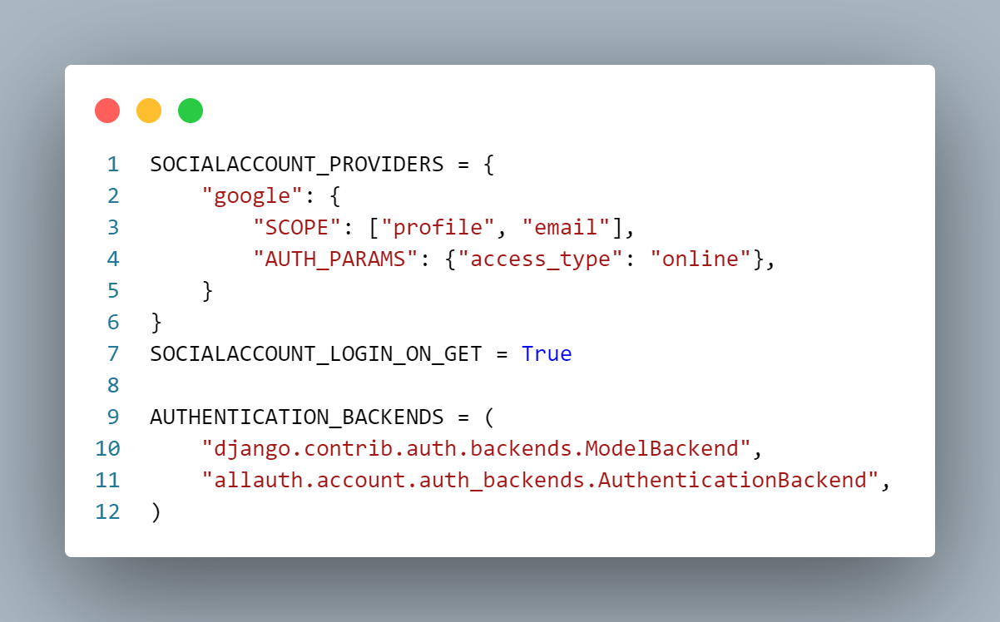 1 SOCIALACCOUNT_PROVIDERS = {
2     "google": {
3         "SCOPE": ["profile", "email"],
4         "AUTH_PARAMS": {"access_type": "online"},
5     }
6 }
7 SOCIALACCOUNT_LOGIN_ON_GET = True
8
9 AUTHENTICATION_BACKENDS = (
10     "django.contrib.auth.backends.ModelBackend",
11     "allauth.account.auth_backends.AuthenticationBackend",
12 )